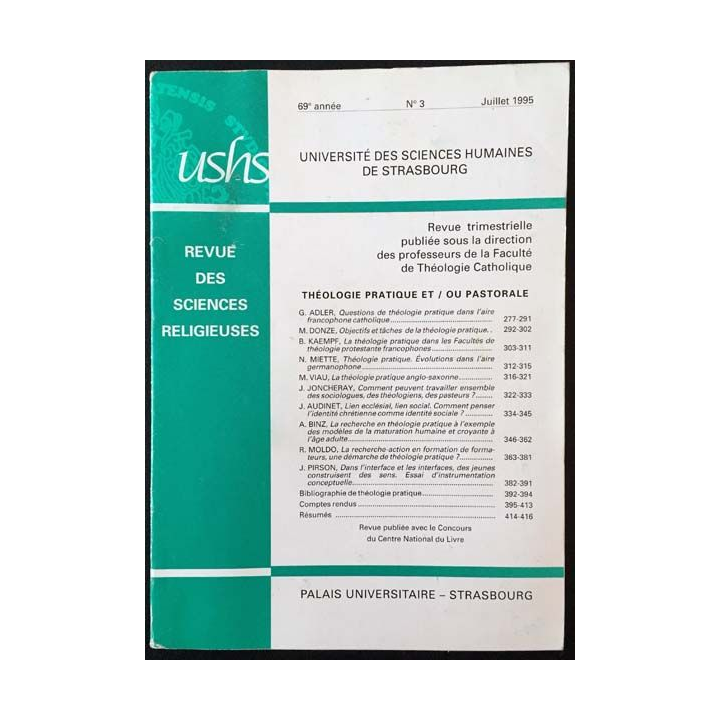 ATENSIS STVD
ushs
REVUE
DES
SCIENCES
RELIGIEUSES
69e année N° 3 Juillet 1995
UNIVERSITÉ DES SCIENCES HUMAINES
DE STRASBOURG
Revue trimestrielle
publiée sous la direction
des professeurs de la Faculté
de Théologie Catholique
THÉOLOGIE PRATIQUE ET / OU PASTORALE
G. ADLER, Questions de théologie pratique dans l'aire
francophone catholique 277-291
M. DONZE, Objectifs et tâches de la théologie pratique. . 292-302
B. KAEMPF, La théologie pratique dans les Facultés de
théologie protestante francophones 303-311
N. MIETTE, Théologie pratique. Évolutions dans l'aire
germanophone 312-315
M. VIAU, La théologie pratique anglo-saxonne 316-321
J. JONCHERAY, Comment peuvent travailler ensemble
des sociologues, des théologiens, des pasteurs ? 322-333
J. AUDINET, Lien ecclésial, lien social. Comment penser
l'identité chrétienne comme identité sociale ? 334-345
A. BINZ, La recherche en théologie pratique à l'exemple
des modèles de la maturation humaine et croyante à
l'âge adulte 346-362
R. MOLDO, La recherche-action en formation de forma-
teurs, une démarche de théologie pratique ? 363-381
J. PIRSON, Dans l'interface et les interfaces, des jeunes
construisent des sens. Essai d'instrumentation
conceptuelle 382-391
Bibliographie de théologie pratique 392-394
Comptes rendus 395-413
Résumés 414-416
Revue publiée avec le Concours
du Centre National du Livre
PALAIS UNIVERSITAIRE – STRASBOURG